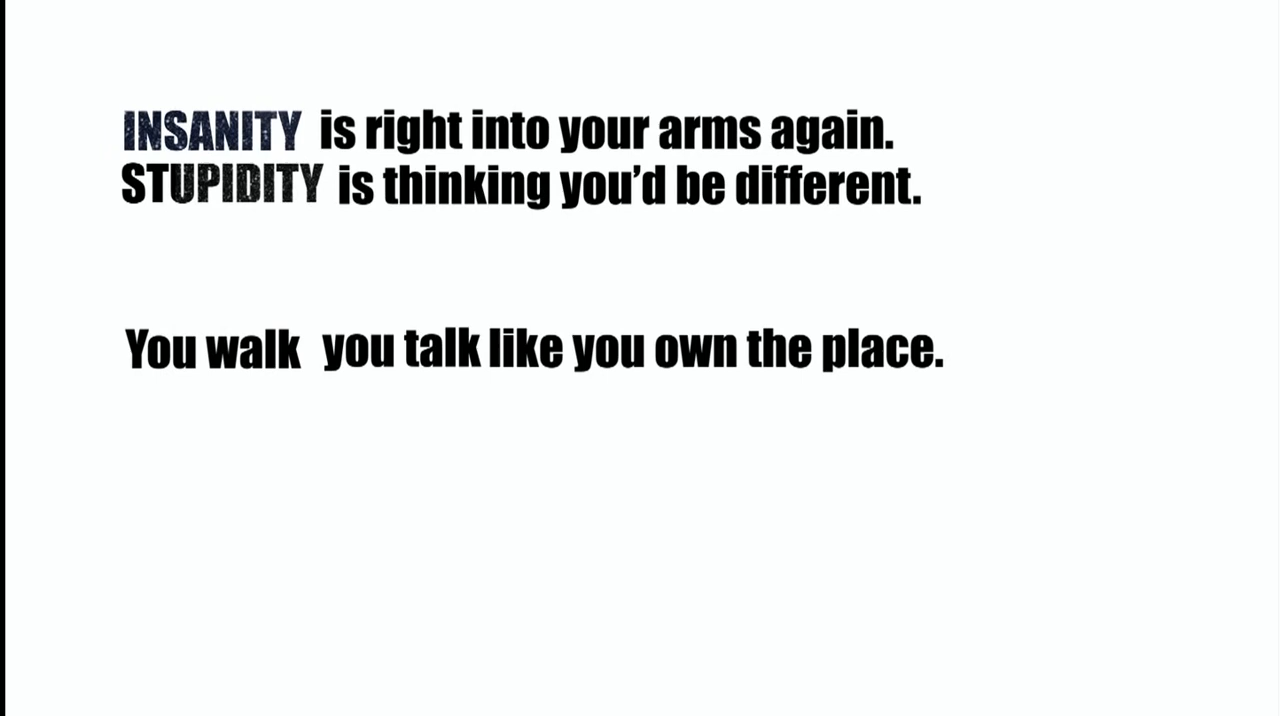 INSANITY is right into your arms again.
STUPIDITY is thinking you’d be different.
You walk you talk like you own the place.